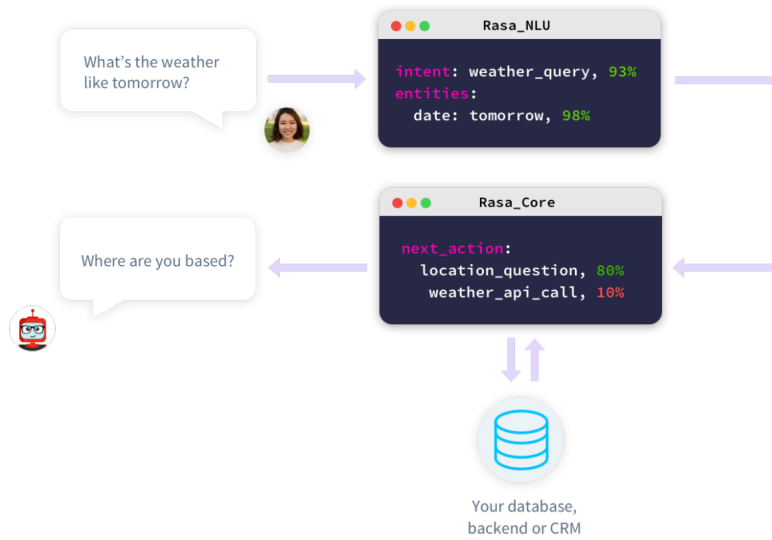 Rasa_NLU
What's the weather
like tomorrow?
intent: weather_query, 93%
entities:
date: tomorrow, 98%
Rasa_Core
Where are you based?
next_action:
location_question, 80%
weather_api_call, 10%
Your database,
backend or CRM